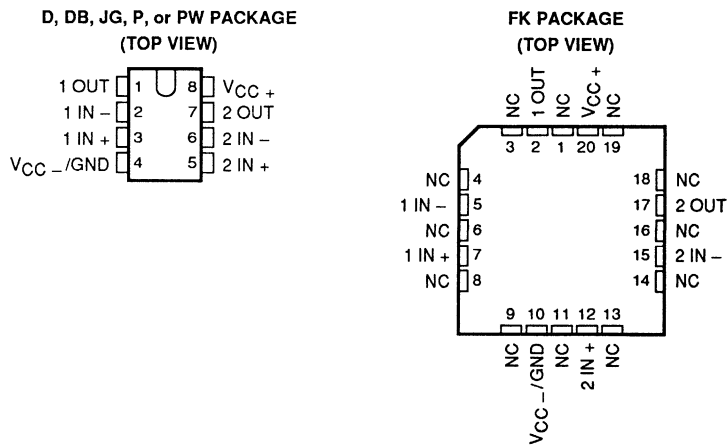 D, DB, JG, P, or PW PACKAGE
(TOP VIEW)
1 OUT 1 8 VCC +
1 IN – 2 7 2 OUT
1 IN + 3 6 2 IN –
VCC – /GND 4 5 2 IN +
FK PACKAGE
(TOP VIEW)
NC 1 OUT NC VCC + NC
3 2 1 20 19
NC 4 18 NC
1 IN – 5 17 2 OUT
NC 6 16 NC
1 IN + 7 15 2 IN –
NC 8 14 NC
9 10 11 12 13
NC VCC – /GND NC 2 IN + NC